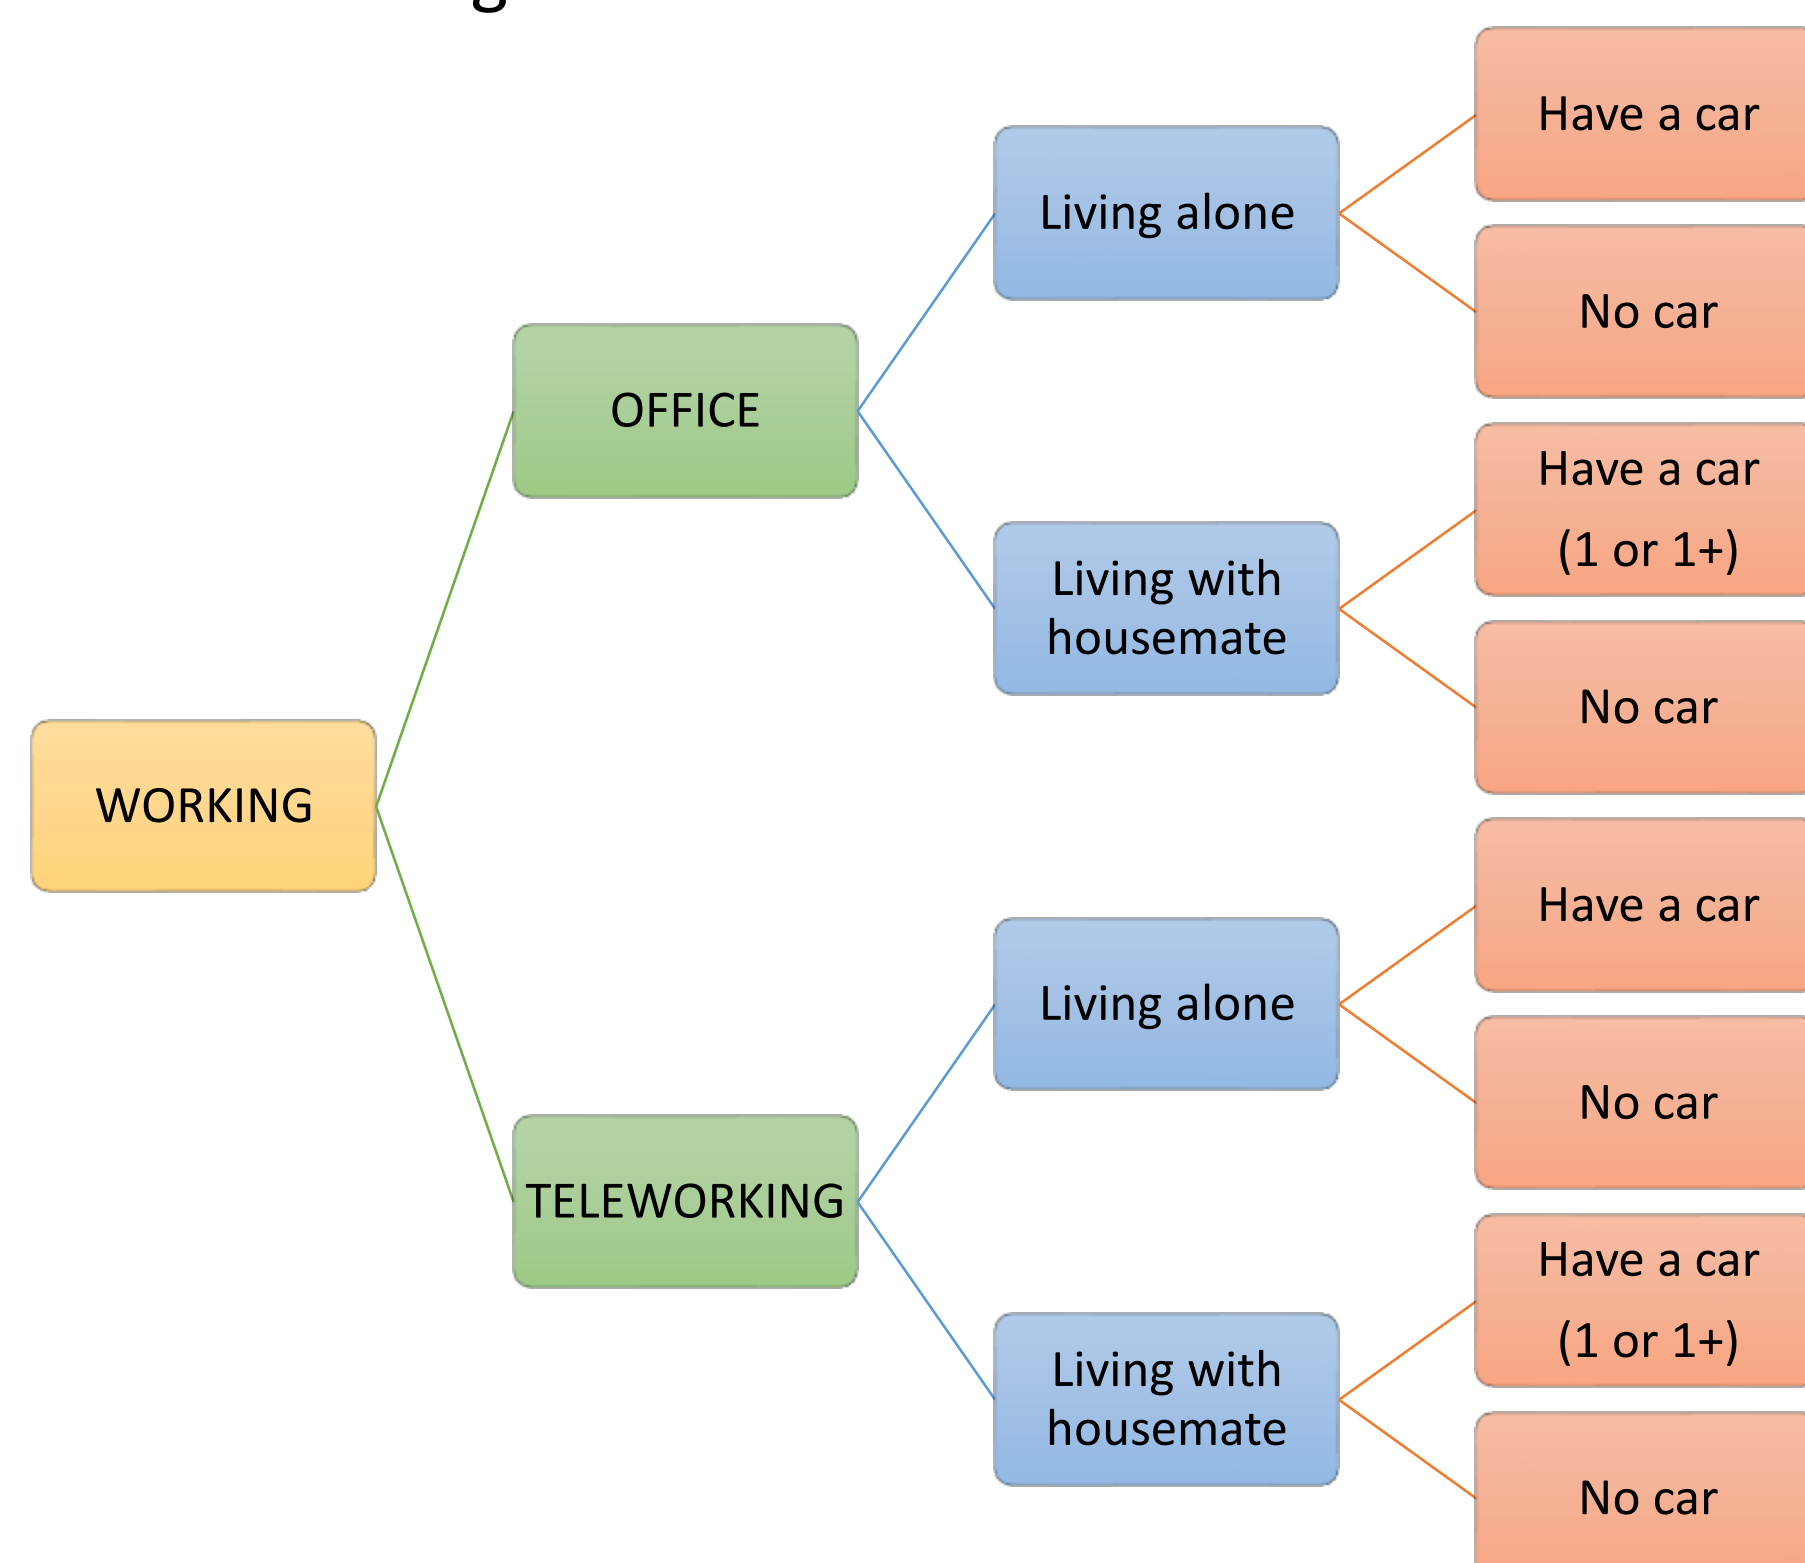 WORKING
OFFICE
TELEWORKING
Living alone
Living with
housemate
Living alone
Living with
housemate
Have a car
No car
Have a car
(1 or 1+)
No car
Have a car
No car
Have a car
(1 or 1+)
No car